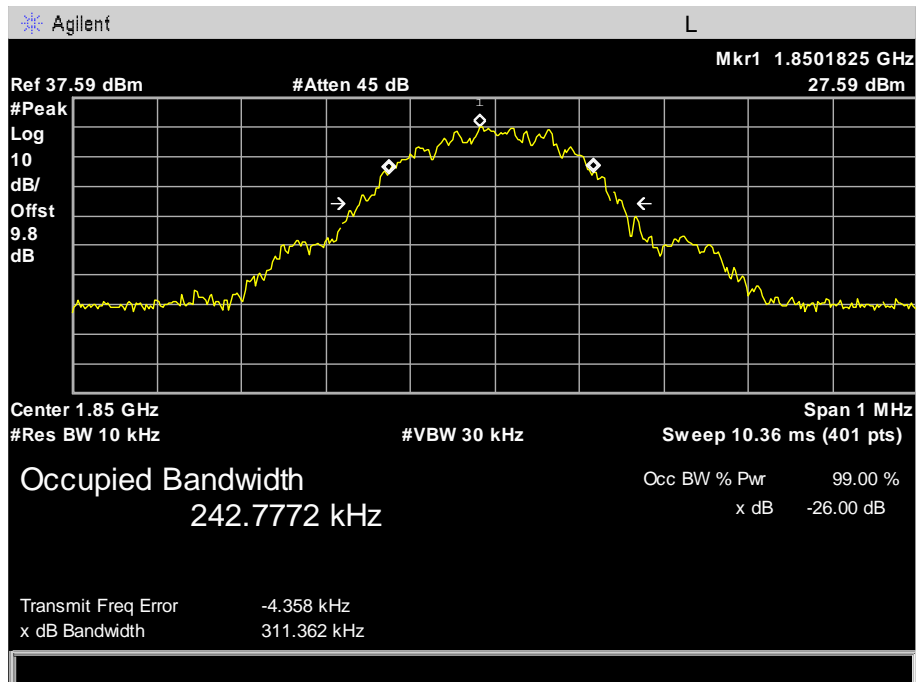 Agilent L
Mkr1 1.8501825 GHz
Ref 37.59 dBm #Atten 45 dB 27.59 dBm
#Peak
1
Log
10
dB/
Offst
9.8
dB
Center 1.85 GHz Span 1 MHz
#Res BW 10 kHz #VBW 30 kHz Sweep 10.36 ms (401 pts)
Occupied Bandwidth Occ BW % Pwr 99.00 %
242.7772 kHz x dB -26.00 dB
Transmit Freq Error -4.358 kHz
x dB Bandwidth 311.362 kHz